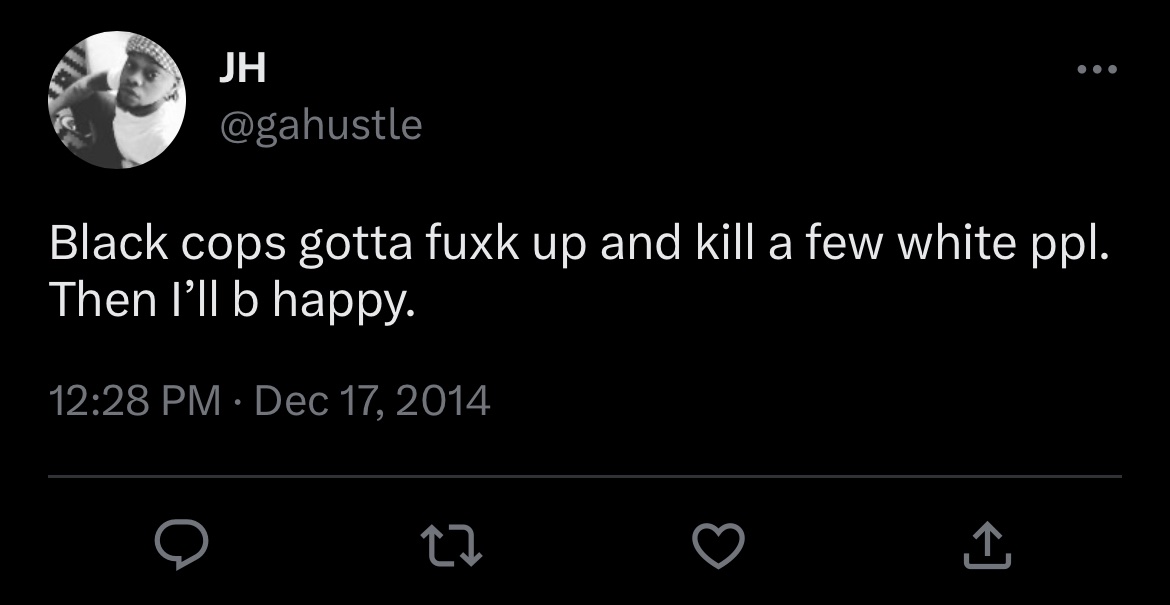 JH
@gahustle
Black cops gotta fuxk up and kill a few white ppl.
Then I’ll b happy.
12:28 PM · Dec 17, 2014